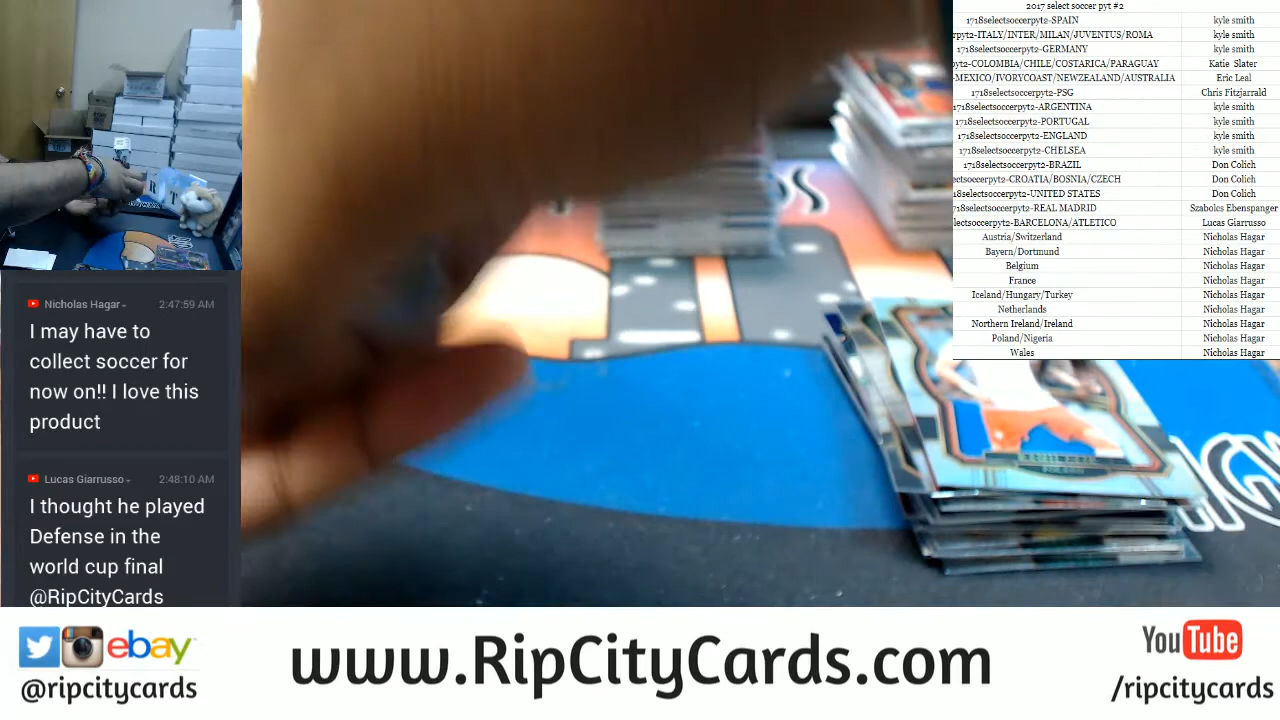 2017 select soccer pyt #2
1718selectsoccerpyt2-SPAIN kyle smith
rpyt2-ITALY/INTER/MILAN/JUVENTUS/ROMA kyle smith
1718selectsoccerpyt2-GERMANY kyle smith
pyt2-COLOMBIA/CHILE/COSTARICA/PARAGUAY Katie Slater
-MEXICO/IVORYCOAST/NEWZEALAND/AUSTRALIA Eric Leal
1718selectsoccerpyt2-PSG Chris Fitzjarrald
1718selectsoccerpyt2-ARGENTINA kyle smith
1718selectsoccerpyt2-PORTUGAL kyle smith
1718selectsoccerpyt2-ENGLAND kyle smith
1718selectsoccerpyt2-CHELSEA kyle smith
1718selectsoccerpyt2-BRAZIL Don Colich
ectsoccerpyt2-CROATIA/BOSNIA/CZECH Don Colich
18selectsoccerpyt2-UNITED STATES Don Colich
1718selectsoccerpyt2-REAL MADRID Szabolcs Ebenspanger
electsoccerpyt2-BARCELONA/ATLETICO Lucas Giarrusso
Austria/Switzerland Nicholas Hagar
Bayern/Dortmund Nicholas Hagar
Belgium Nicholas Hagar
France Nicholas Hagar
Iceland/Hungary/Turkey Nicholas Hagar
Netherlands Nicholas Hagar
Northern Ireland/Ireland Nicholas Hagar
Poland/Nigeria Nicholas Hagar
Wales Nicholas Hagar
Nicholas Hagar 2:47:59 AM
I may have to
collect soccer for
now on!! I love this
product
Lucas Giarrusso 2:48:10 AM
I thought he played
Defense in the
world cup final
@RipCityCards
ebay
@ripcitycards
www.RipCityCards.com
YouTube
/ripcitycards